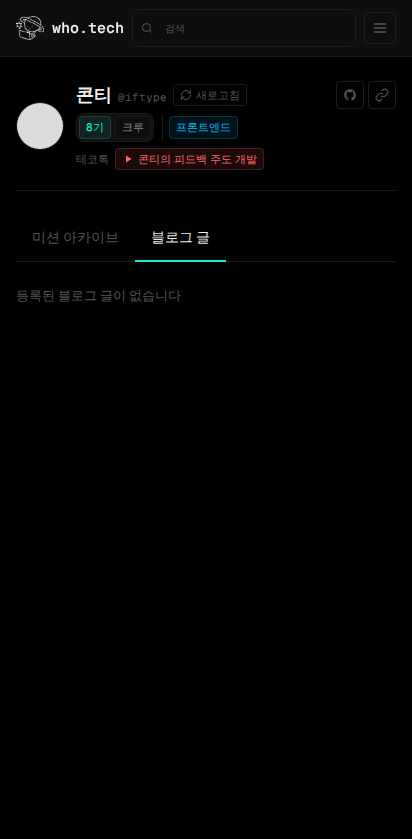 who.tech 검색
콘티 @iftype 새로고침
8기 크루 프론트엔드
테코톡 콘티의 피드백 주도 개발
미션 아카이브 블로그 글
등록된 블로그 글이 없습니다